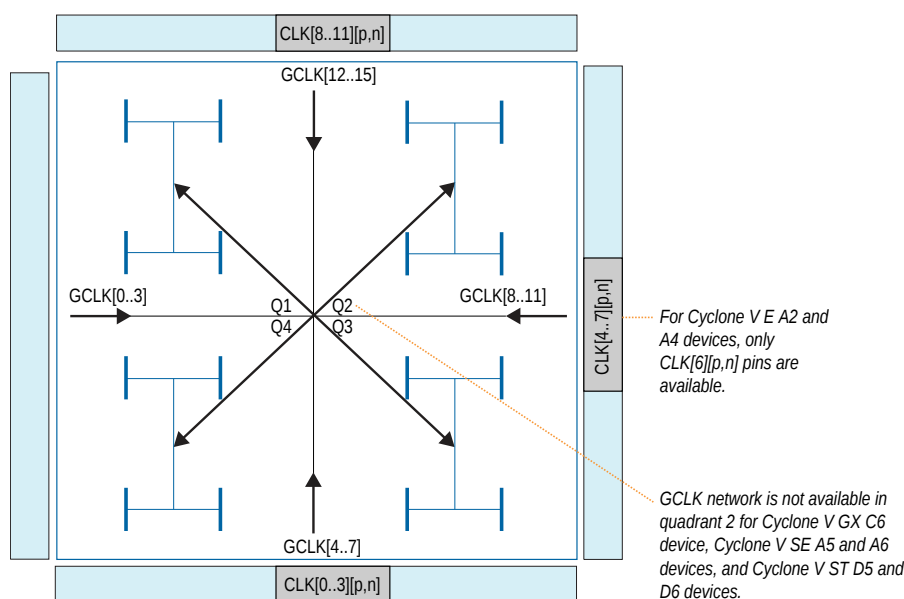 CLK[8..11][p,n]
GCLK[12..15]
GCLK[0..3]
Q1 Q2
GCLK[8..11]
Q4 Q3
CLK[4..7][p,n]
For Cyclone V E A2 and
A4 devices, only
CLK[6][p,n] pins are
available.
GCLK network is not available in
quadrant 2 for Cyclone V GX C6
device, Cyclone V SE A5 and A6
devices, and Cyclone V ST D5 and
D6 devices.
GCLK[4..7]
CLK[0..3][p,n]